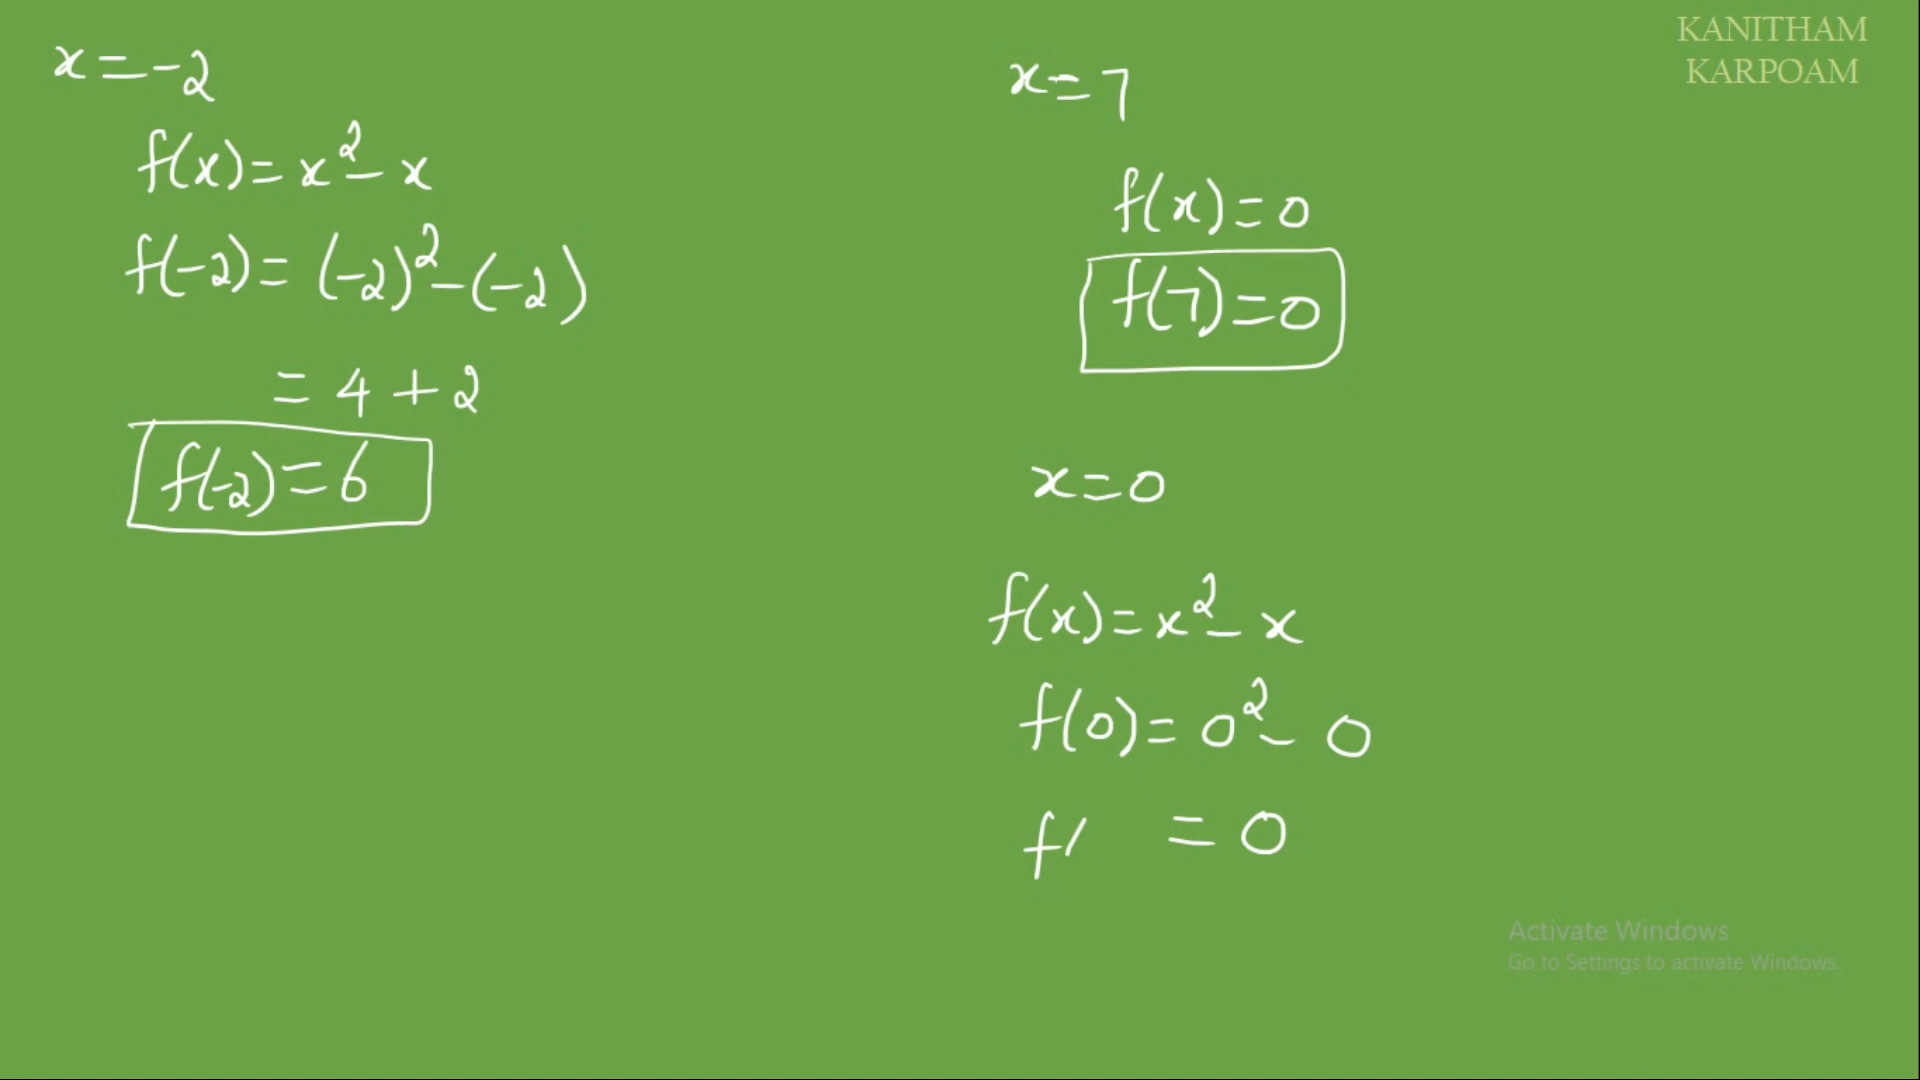 x = -2
f(x) = x² - x
f(-2) = (-2)² - (-2)
= 4 + 2
f(-2) = 6
x = 7
f(x) = 0
f(7) = 0
x = 0
f(x) = x² - x
f(0) = 0² - 0
f( = 0
KANITHAM
KARPOAM
Activate Windows
Go to Settings to activate Windows.